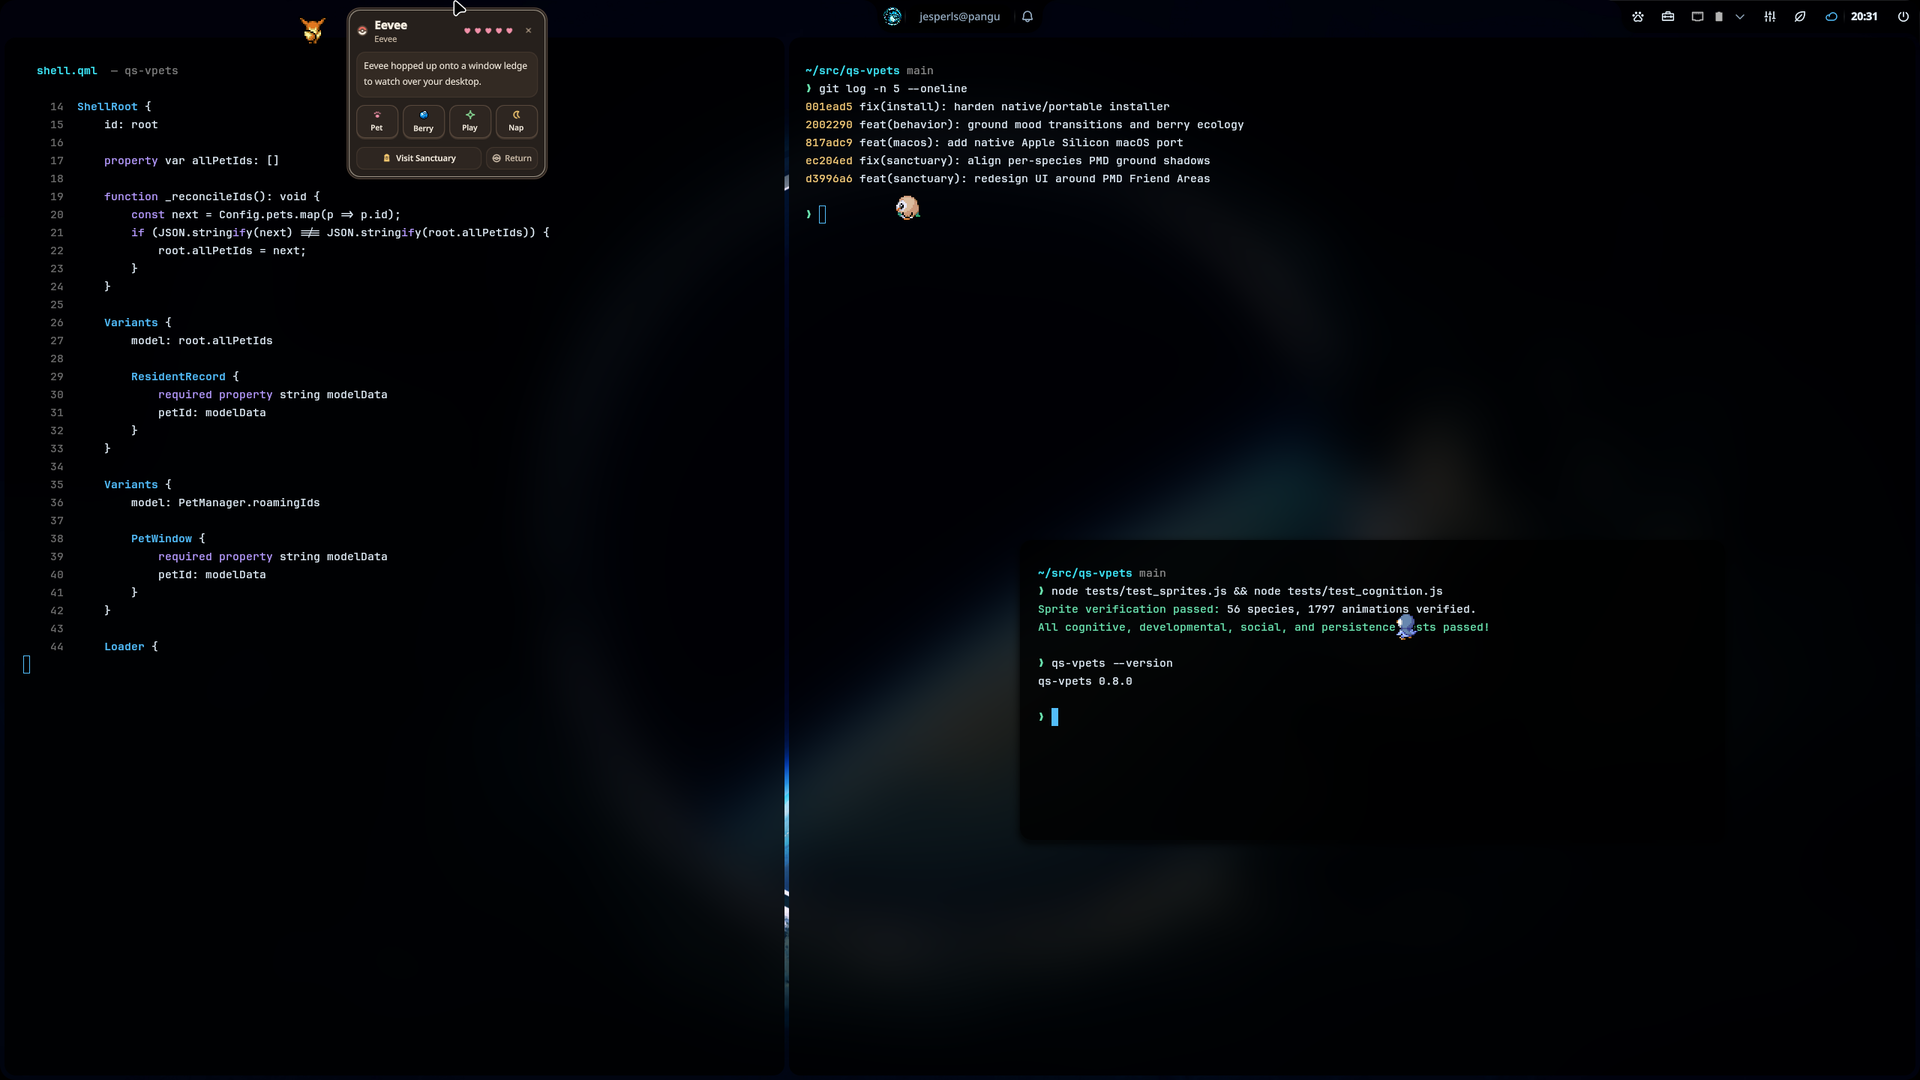 jesperls@pangu
20:31
Eevee
Eevee
Eevee hopped up onto a window ledge
to watch over your desktop.
Pet
Berry
Play
Nap
Visit Sanctuary
Return
shell.qml — qs-vpets
14 ShellRoot {
15 id: root
16
17 property var allPetIds: []
18
19 function _reconcileIds(): void {
20 const next = Config.pets.map(p => p.id);
21 if (JSON.stringify(next) !== JSON.stringify(root.allPetIds)) {
22 root.allPetIds = next;
23 }
24 }
25
26 Variants {
27 model: root.allPetIds
28
29 ResidentRecord {
30 required property string modelData
31 petId: modelData
32 }
33 }
34
35 Variants {
36 model: PetManager.roamingIds
37
38 PetWindow {
39 required property string modelData
40 petId: modelData
41 }
42 }
43
44 Loader {
~/src/qs-vpets main
❯ git log -n 5 --oneline
001ead5 fix(install): harden native/portable installer
2002290 feat(behavior): ground mood transitions and berry ecology
817adc9 feat(macos): add native Apple Silicon macOS port
ec204ed fix(sanctuary): align per-species PMD ground shadows
d3996a6 feat(sanctuary): redesign UI around PMD Friend Areas
❯
~/src/qs-vpets main
❯ node tests/test_sprites.js && node tests/test_cognition.js
Sprite verification passed: 56 species, 1797 animations verified.
All cognitive, developmental, social, and persistence sts passed!
❯ qs-vpets --version
qs-vpets 0.8.0
❯